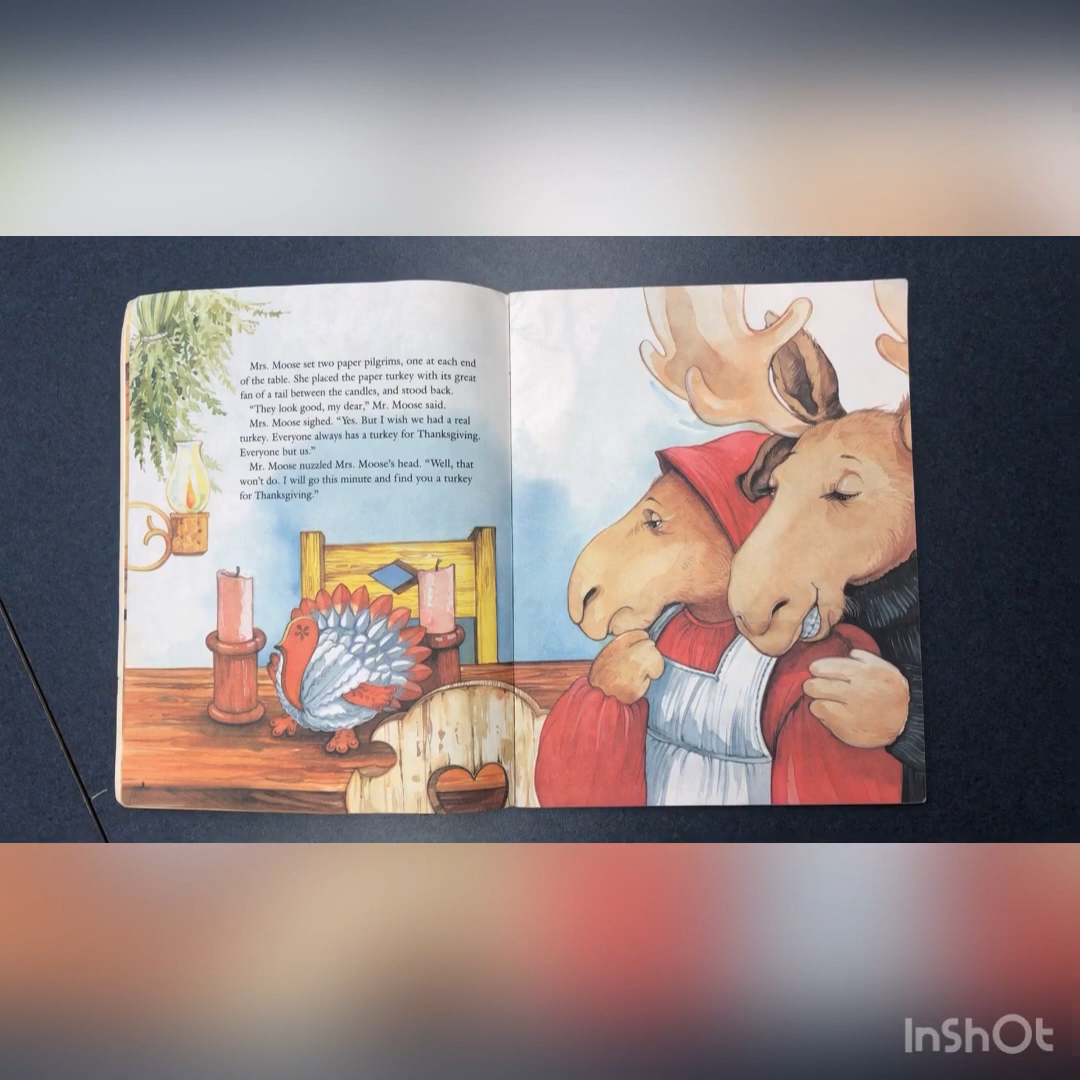 Mrs. Moose set two paper pilgrims, one at each end
of the table. She placed the paper turkey with its great
fan of a tail between the candles, and stood back.
“They look good, my dear,” Mr. Moose said.
Mrs. Moose sighed. “Yes. But I wish we had a real
turkey. Everyone always has a turkey for Thanksgiving.
Everyone but us.”
Mr. Moose nuzzled Mrs. Moose’s head. “Well, that
won’t do. I will go this minute and find you a turkey
for Thanksgiving.”
InShOt